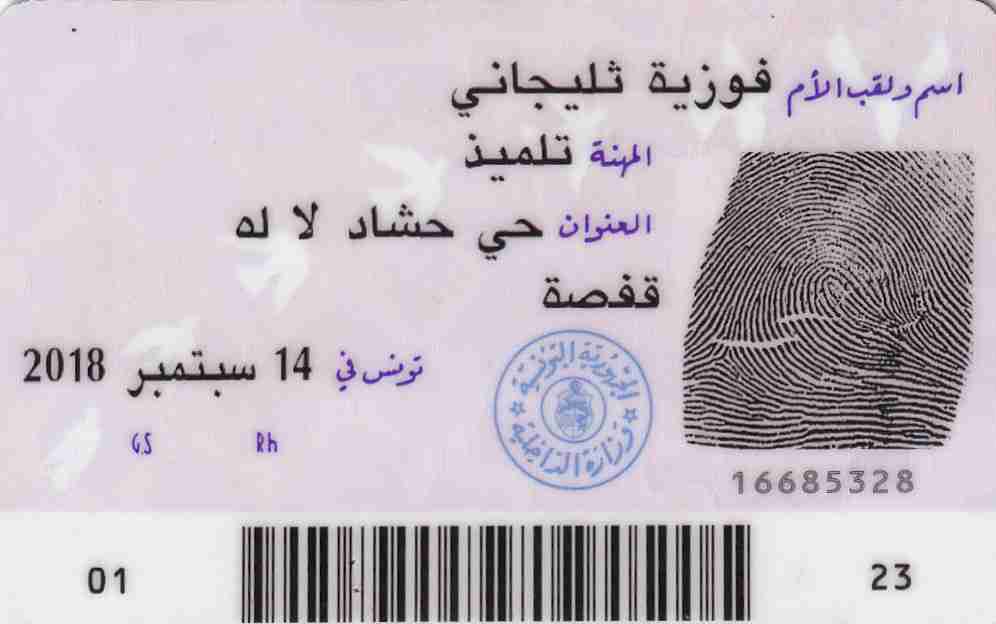 اسم ولقب الأم فوزية ثليجاني
المهنة تلميذ
العنوان حي حشاد لا له
قفصة
تونس في 14 سبتمبر 2018
G.S Rh
الجمهورية التونسية
وزارة الداخلية
16685328
01 23